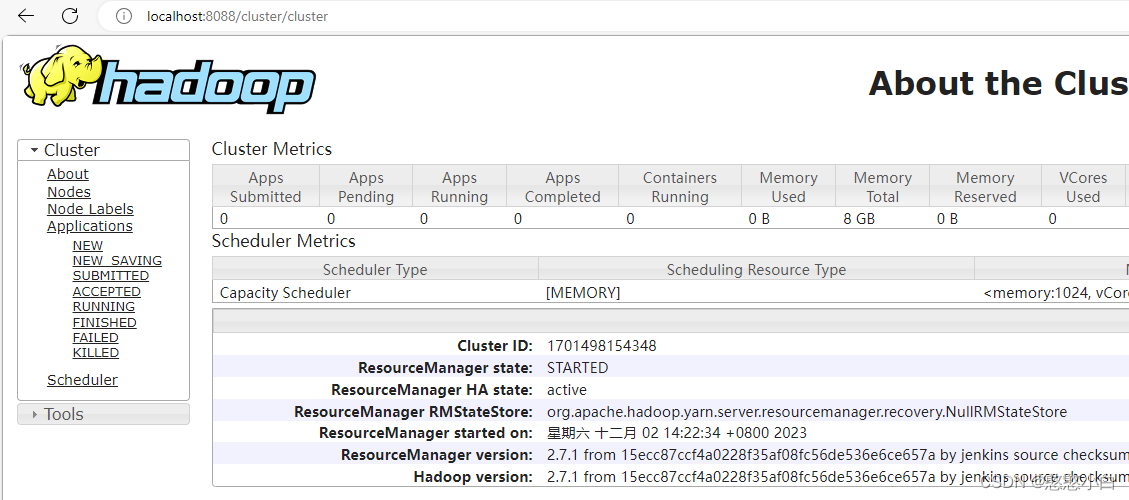 localhost:8088/cluster/cluster
hadoop
About the Clus
Cluster
About
Nodes
Node Labels
Applications
NEW
NEW_SAVING
SUBMITTED
ACCEPTED
RUNNING
FINISHED
FAILED
KILLED
Scheduler
Tools
Cluster Metrics
Apps Submitted Apps Pending Apps Running Apps Completed Containers Running Memory Used Memory Total Memory Reserved VCores Used
0 0 0 0 0 0 B 8 GB 0 B 0
Scheduler Metrics
Scheduler Type Scheduling Resource Type M
Capacity Scheduler [MEMORY] <memory:1024, vCor
Cluster ID: 1701498154348
ResourceManager state: STARTED
ResourceManager HA state: active
ResourceManager RMStateStore: org.apache.hadoop.yarn.server.resourcemanager.recovery.NullRMStateStore
ResourceManager started on: 星期六 十二月 02 14:22:34 +0800 2023
ResourceManager version: 2.7.1 from 15ecc87ccf4a0228f35af08fc56de536e6ce657a by jenkins source checksum
Hadoop version: 2.7.1 from 15ecc87ccf4a0228f35af08fc56de536e6ce657a by jenkins source checksum
CSDN @憨憨小白